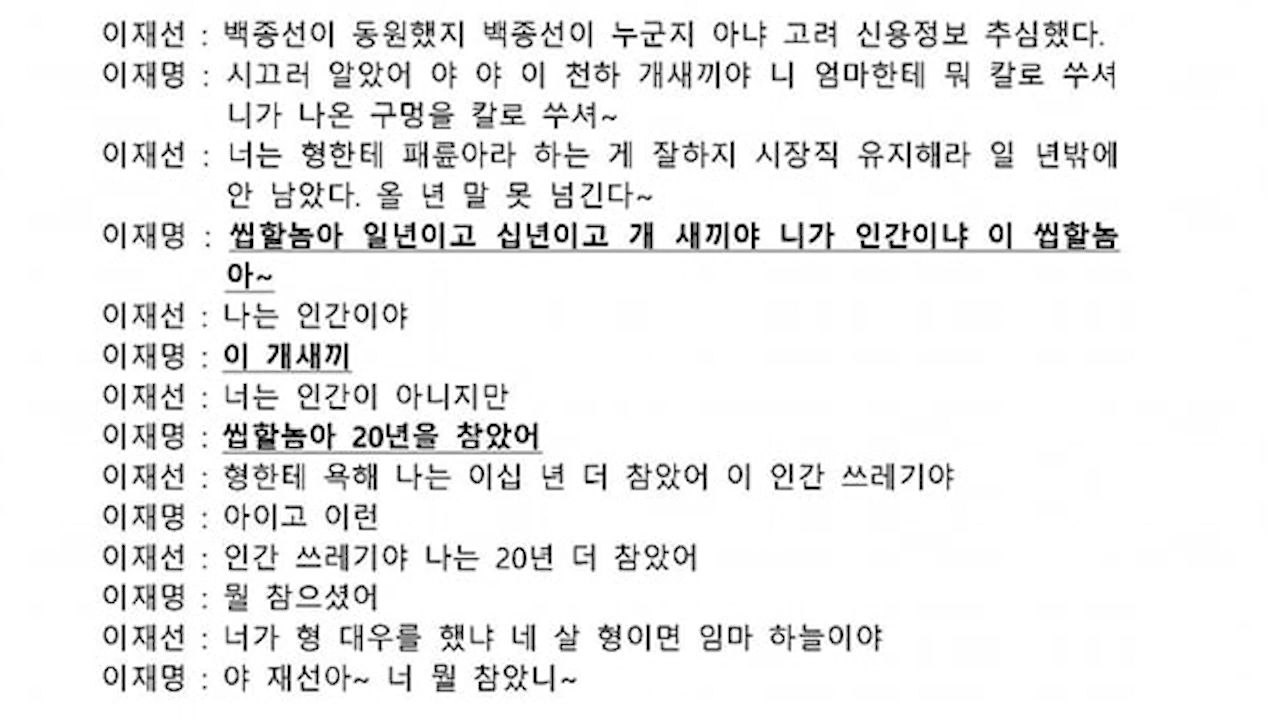 이재선 : 백종선이 동원했지 백종선이 누군지 아냐 고려 신용정보 추심했다.
이재명 : 시끄러 알았어 야 야 이 천하 개새끼야 니 엄마한테 뭐 칼로 쑤셔
니가 나온 구멍을 칼로 쑤셔~
이재선 : 너는 형한테 패륜아라 하는 게 잘하지 시장직 유지해라 일 년밖에
안 남았다. 올 년 말 못 넘긴다~
이재명 : 씹할놈아 일년이고 십년이고 개 새끼야 니가 인간이냐 이 씹할놈
아~
이재선 : 나는 인간이야
이재명 : 이 개새끼
이재선 : 너는 인간이 아니지만
이재명 : 씹할놈아 20년을 참았어
이재선 : 형한테 욕해 나는 이십 년 더 참았어 이 인간 쓰레기야
이재명 : 아이고 이런
이재선 : 인간 쓰레기야 나는 20년 더 참았어
이재명 : 뭘 참으셨어
이재선 : 너가 형 대우를 했냐 네 살 형이면 임마 하늘이야
이재명 : 야 재선아~ 너 뭘 참았니~